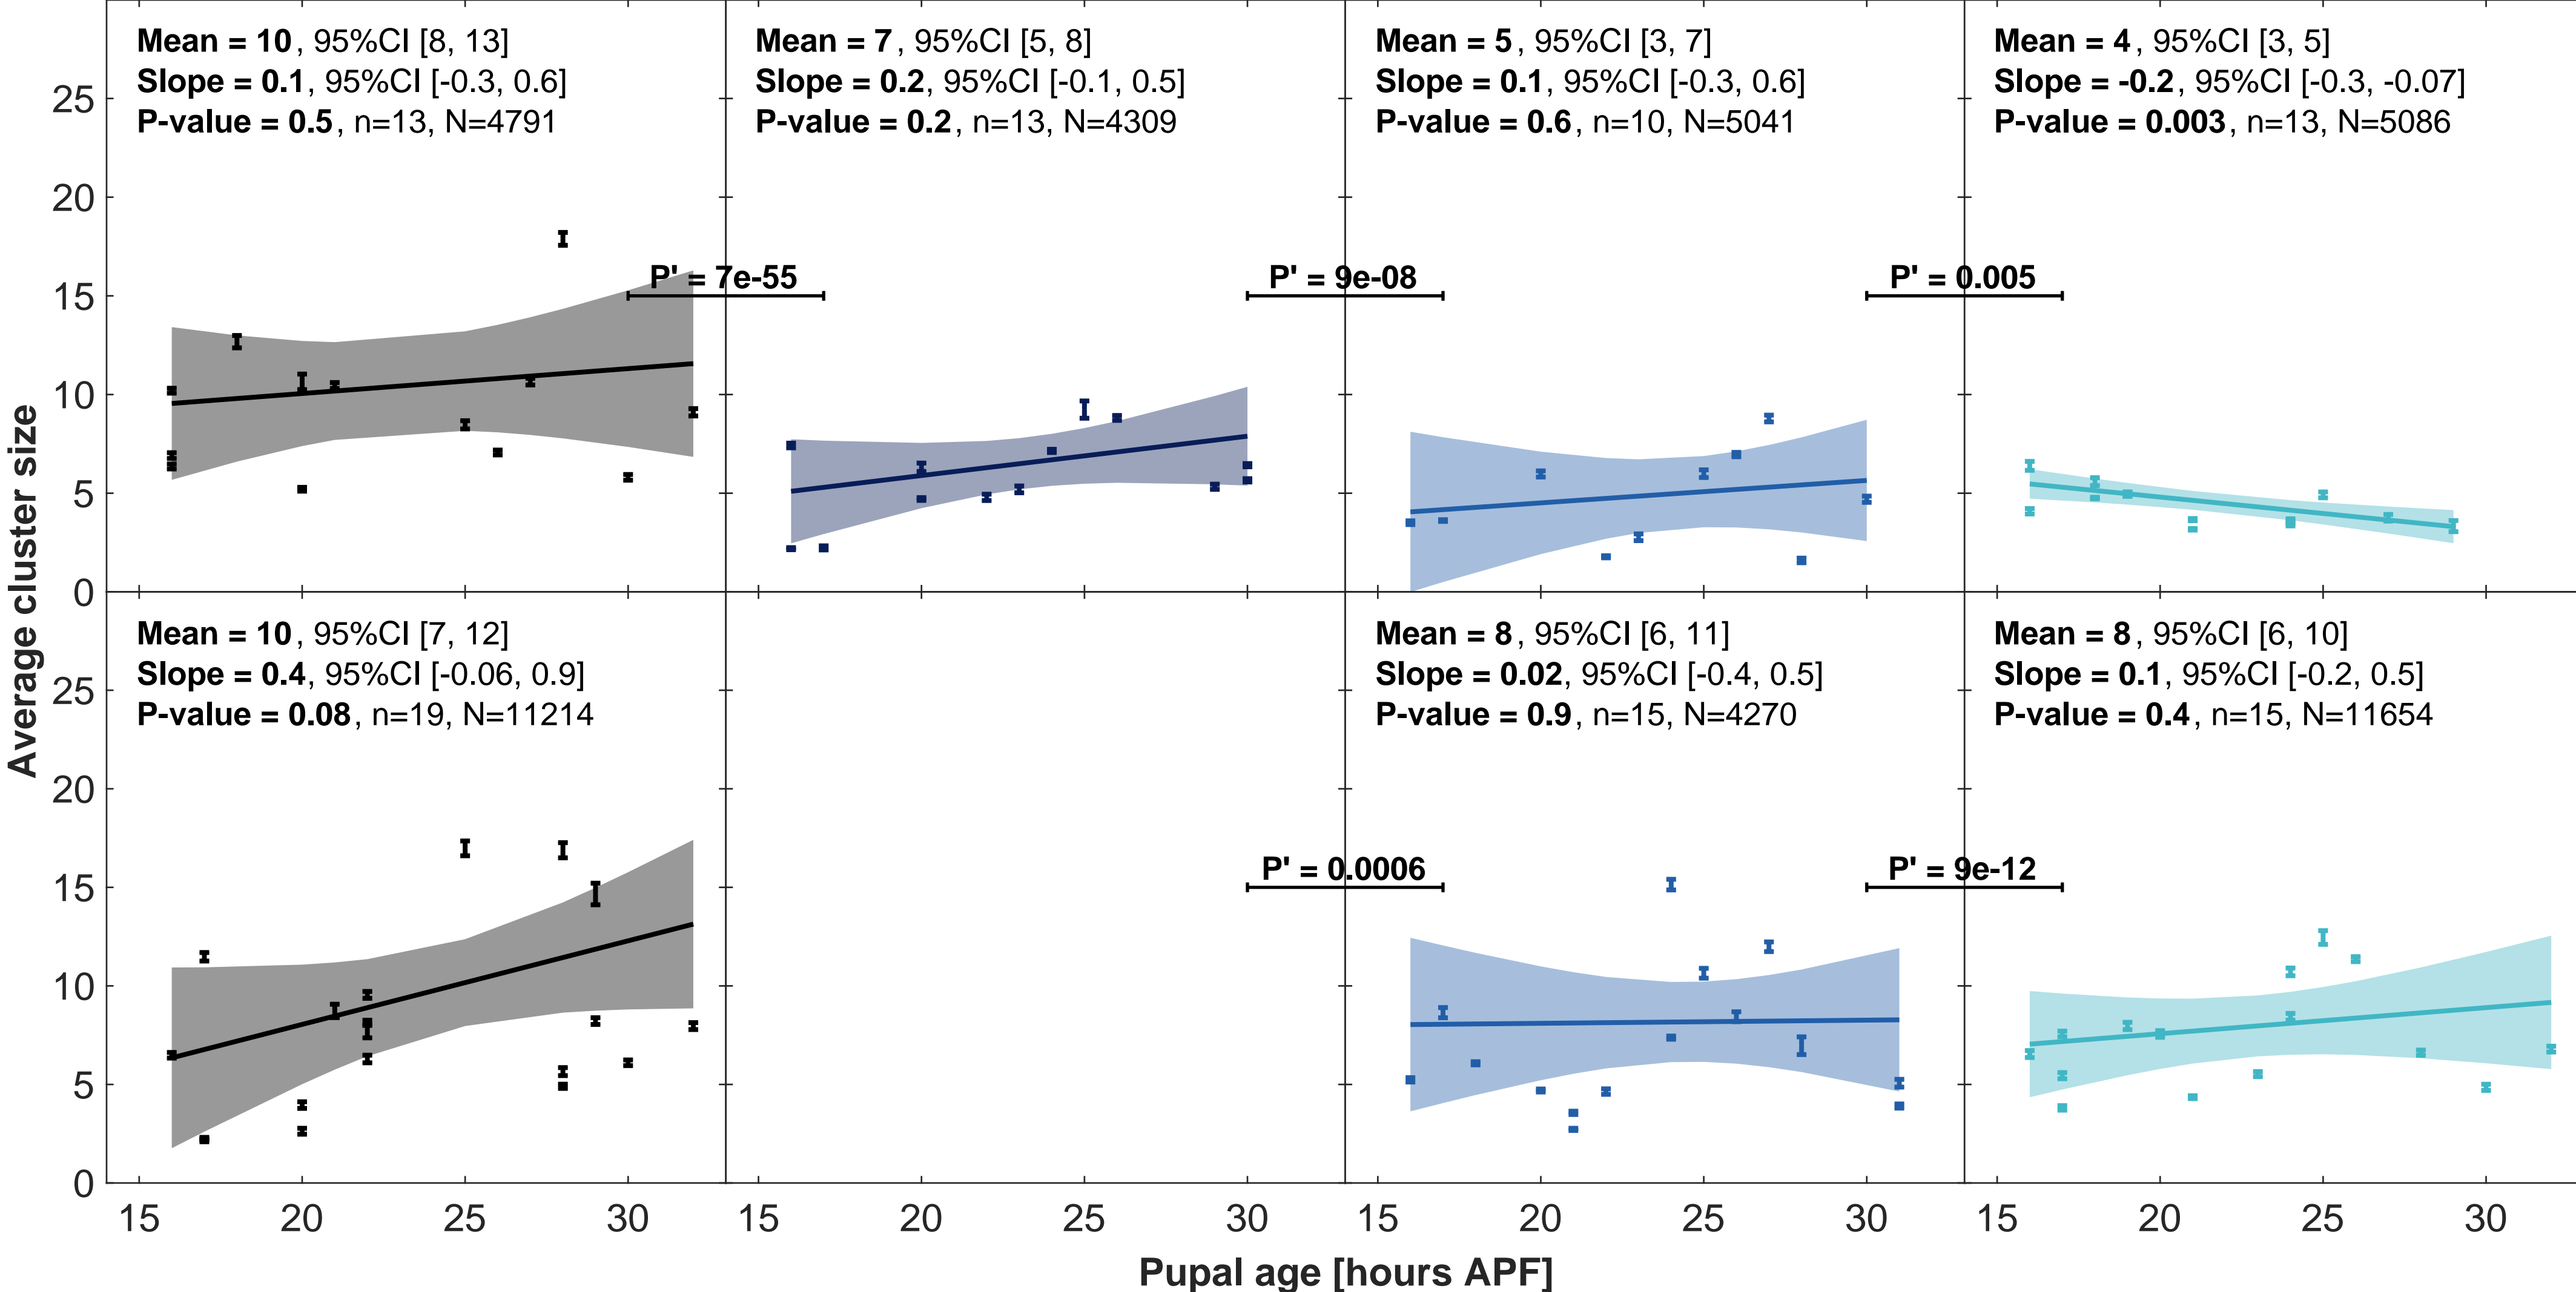 Mean = 10, 95%CI [8, 13]
Slope = 0.1, 95%CI [-0.3, 0.6]
P-value = 0.5, n=13, N=4791
Mean = 7, 95%CI [5, 8]
Slope = 0.2, 95%CI [-0.1, 0.5]
P-value = 0.2, n=13, N=4309
Mean = 5, 95%CI [3, 7]
Slope = 0.1, 95%CI [-0.3, 0.6]
P-value = 0.6, n=10, N=5041
Mean = 4, 95%CI [3, 5]
Slope = -0.2, 95%CI [-0.3, -0.07]
P-value = 0.003, n=13, N=5086
25
20
15
10
5
0
P' = 7e-55
P' = 9e-08
P' = 0.005
Average cluster size
Mean = 10, 95%CI [7, 12]
Slope = 0.4, 95%CI [-0.06, 0.9]
P-value = 0.08, n=19, N=11214
Mean = 8, 95%CI [6, 11]
Slope = 0.02, 95%CI [-0.4, 0.5]
P-value = 0.9, n=15, N=4270
Mean = 8, 95%CI [6, 10]
Slope = 0.1, 95%CI [-0.2, 0.5]
P-value = 0.4, n=15, N=11654
25
20
15
10
5
0
P' = 0.0006
P' = 9e-12
15 20 25 30
15 20 25 30
15 20 25 30
15 20 25 30
Pupal age [hours APF]